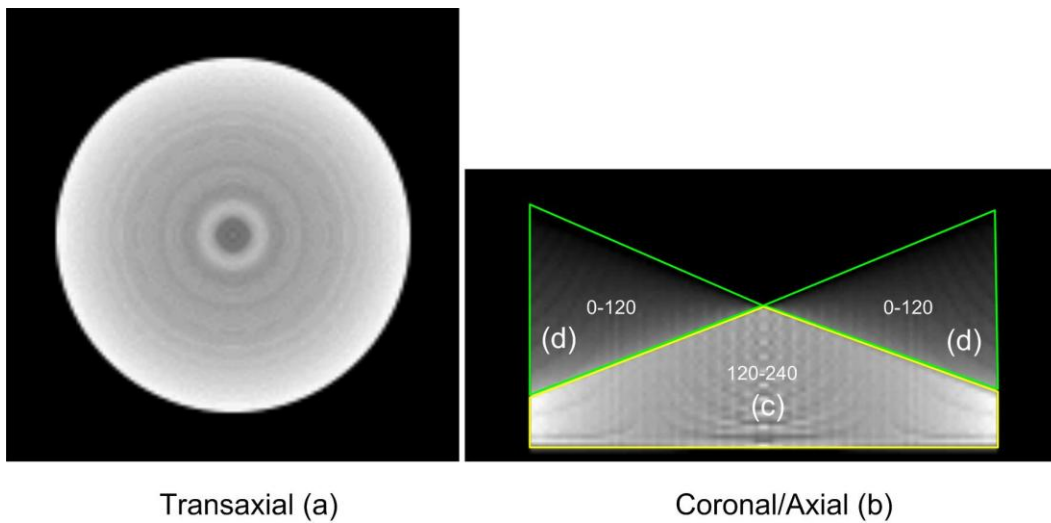 0-120
0-120
(d)
(d)
120-240
(c)
Transaxial (a)
Coronal/Axial (b)